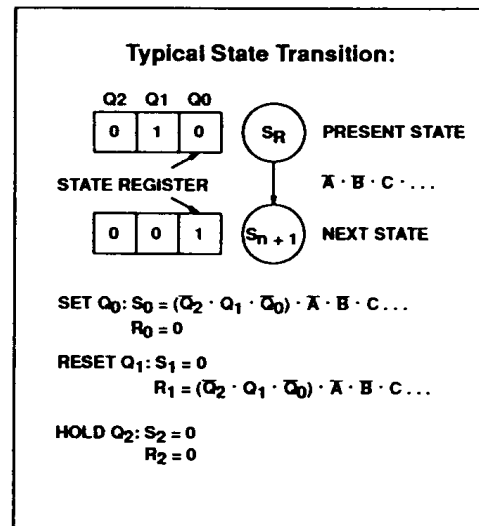 Typical State Transition:
Q2 Q1 Q0
0 1 0
S_R
PRESENT STATE
STATE REGISTER
A̅ · B̅ · C · ...
0 0 1
S_n + 1
NEXT STATE
SET Q₀: S₀ = (Q̅₂ · Q₁ · Q̅₀) · A̅ · B̅ · C ...
R₀ = 0
RESET Q₁: S₁ = 0
R₁ = (Q̅₂ · Q₁ · Q̅₀) · A̅ · B̅ · C ...
HOLD Q₂: S₂ = 0
R₂ = 0